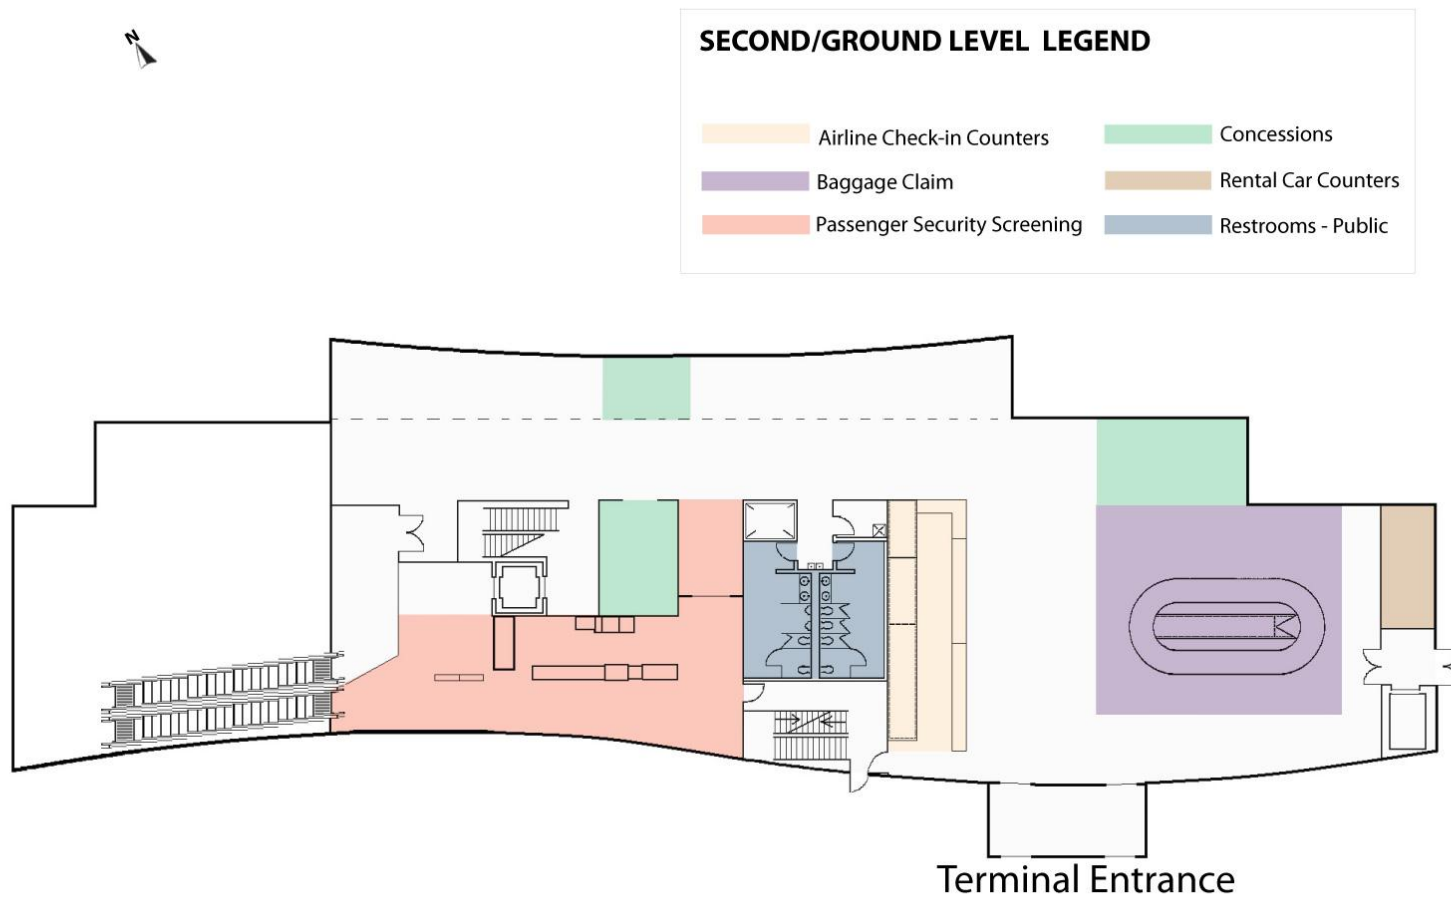 N
SECOND/GROUND LEVEL LEGEND
Airline Check-in Counters
Concessions
Baggage Claim
Rental Car Counters
Passenger Security Screening
Restrooms - Public
Terminal Entrance